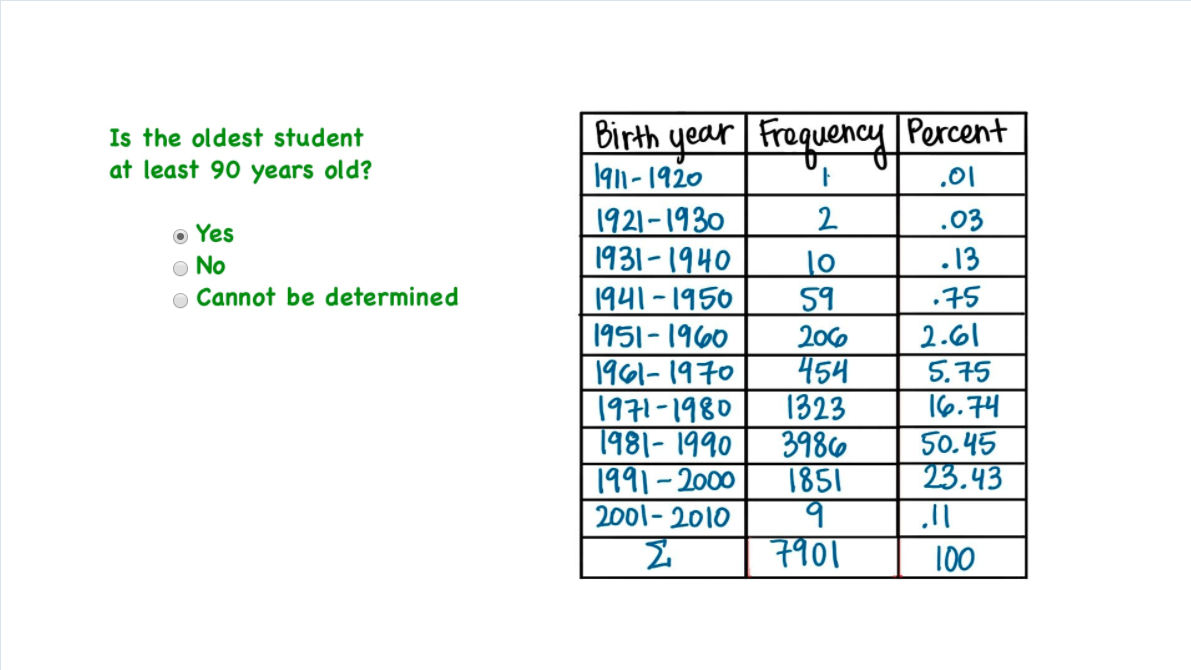 Is the oldest student
at least 90 years old?
Yes
No
Cannot be determined
Birth year Frequency Percent
1911-1920 1 .01
1921-1930 2 .03
1931-1940 10 .13
1941-1950 59 .75
1951-1960 206 2.61
1961-1970 454 5.75
1971-1980 1323 16.74
1981-1990 3986 50.45
1991-2000 1851 23.43
2001-2010 9 .11
Σ 7901 100